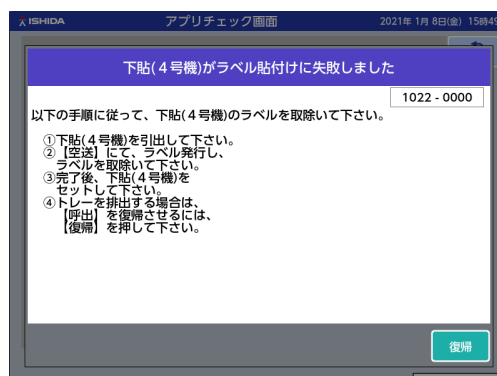 ISHIDA アプリチェック画面 2021年 1月 8日(金) 15時49
下貼(４号機)がラベル貼付けに失敗しました
1022 - 0000
以下の手順に従って、下貼(４号機)のラベルを取除いて下さい。
①下貼(４号機)を引出して下さい。
②【空送】にて、ラベル発行し、
ラベルを取除いて下さい。
③完了後、下貼(４号機)を
セットして下さい。
④トレーを排出する場合は、
【呼出】を復帰させるには、
【復帰】を押して下さい。
復帰